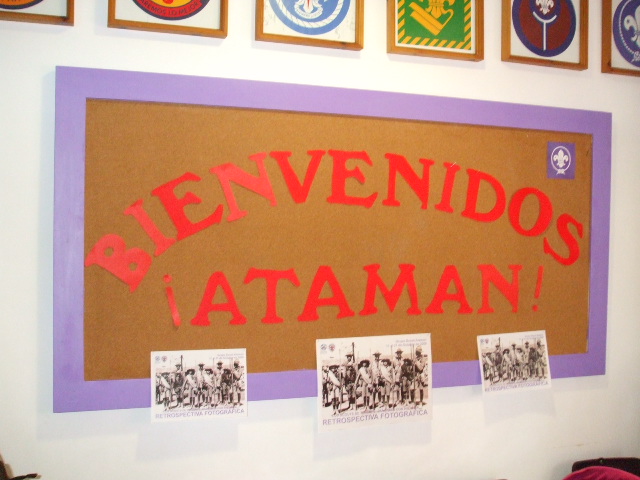 BIENVENIDOS
¡ATAMAN!
RETROSPECTIVA FOTOGRÁFICA
RETROSPECTIVA FOTOGRÁFICA
RETROSPECTIVA FOTOGRÁFICA